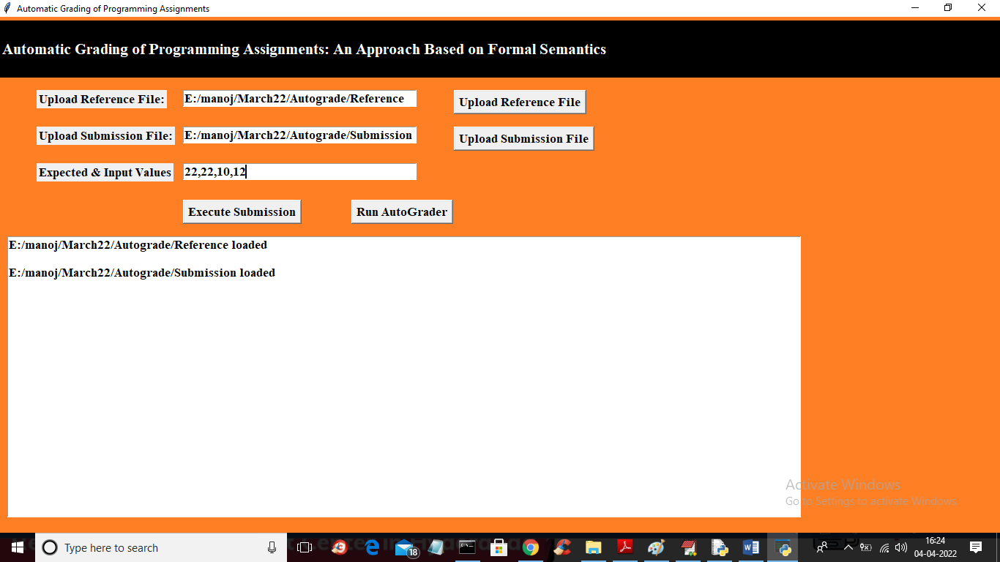 Automatic Grading of Programming Assignments
Automatic Grading of Programming Assignments: An Approach Based on Formal Semantics
Upload Reference File: E:/manoj/March22/Autograde/Reference Upload Reference File
Upload Submission File: E:/manoj/March22/Autograde/Submission Upload Submission File
Expected & Input Values 22,22,10,12
Execute Submission Run AutoGrader
E:/manoj/March22/Autograde/Reference loaded
E:/manoj/March22/Autograde/Submission loaded
Activate Windows
Go to Settings to activate Windows.
Type here to search 18 16:24
04-04-2022